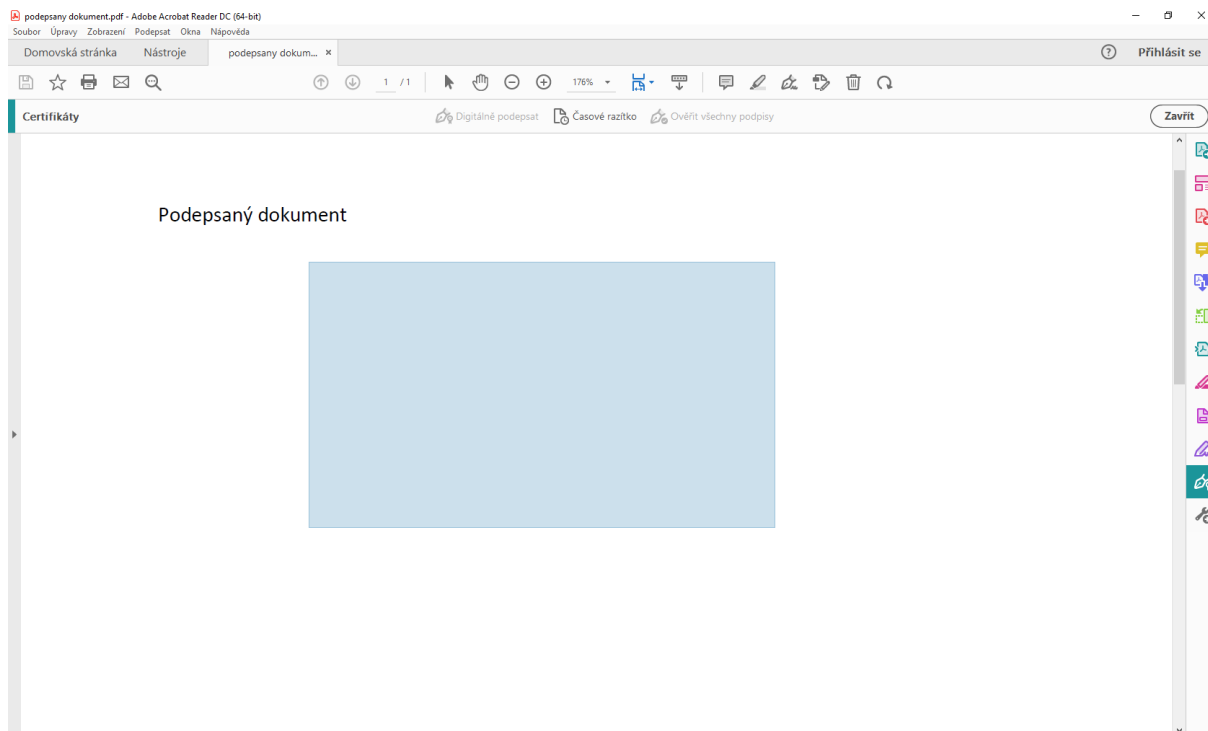 podepsany dokument.pdf - Adobe Acrobat Reader DC (64-bit)
Soubor Úpravy Zobrazení Podepsat Okna Nápověda
Domovská stránka Nástroje podepsany dokum... × Přihlásit se
1 / 1 176%
Certifikáty Digitálně podepsat Časové razítko Ověřit všechny podpisy Zavřít
Podepsaný dokument